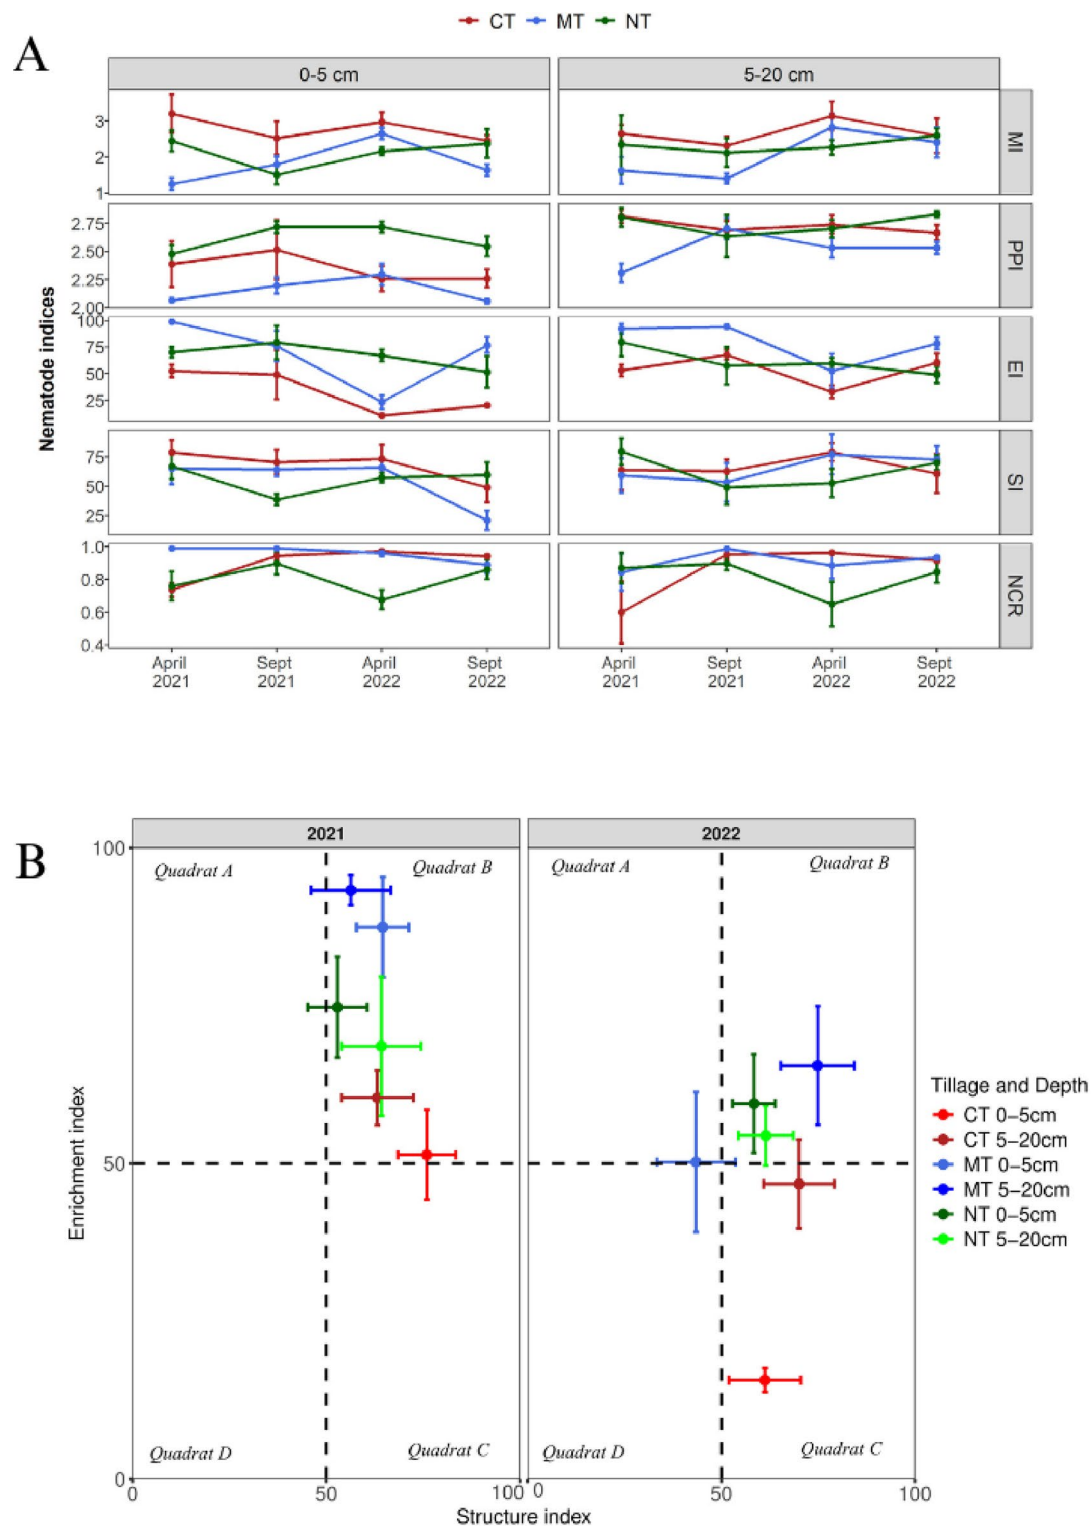 CT MT NT
A
0-5 cm 5-20 cm
Nematode indices
3
2
1
MI
2.75
2.50
2.25
2.00
PPI
100
75
50
25
EI
75
50
25
SI
1.0
0.8
0.6
0.4
NCR
April Sept April Sept April Sept April Sept
2021 2021 2022 2022 2021 2021 2022 2022
B
2021 2022
100
Quadrat A Quadrat B Quadrat A Quadrat B
Enrichment index
50
Tillage and Depth
CT 0-5cm
CT 5-20cm
MT 0-5cm
MT 5-20cm
NT 0-5cm
NT 5-20cm
Quadrat D Quadrat C Quadrat D Quadrat C
0
0 50 100 0 50 100
Structure index